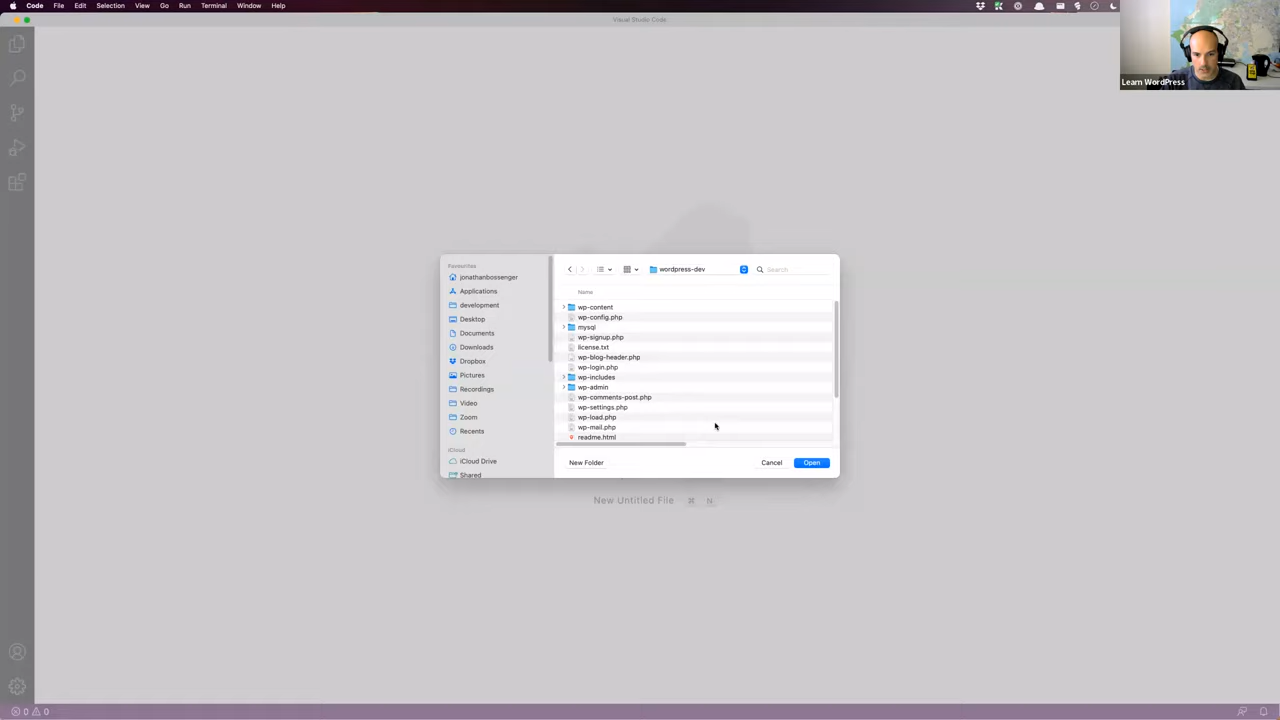 Code File Edit Selection View Go Run Terminal Window Help
Visual Studio Code
Learn WordPress
Favourites
jonathanbossenger
Applications
development
Desktop
Documents
Downloads
Dropbox
Pictures
Recordings
Video
Zoom
Recents
iCloud
iCloud Drive
Shared
wordpress-dev
Search
Name
wp-content
wp-config.php
mysql
wp-signup.php
license.txt
wp-blog-header.php
wp-login.php
wp-includes
wp-admin
wp-comments-post.php
wp-settings.php
wp-load.php
wp-mail.php
readme.html
New Folder Cancel Open
New Untitled File ⌘ N
0 0